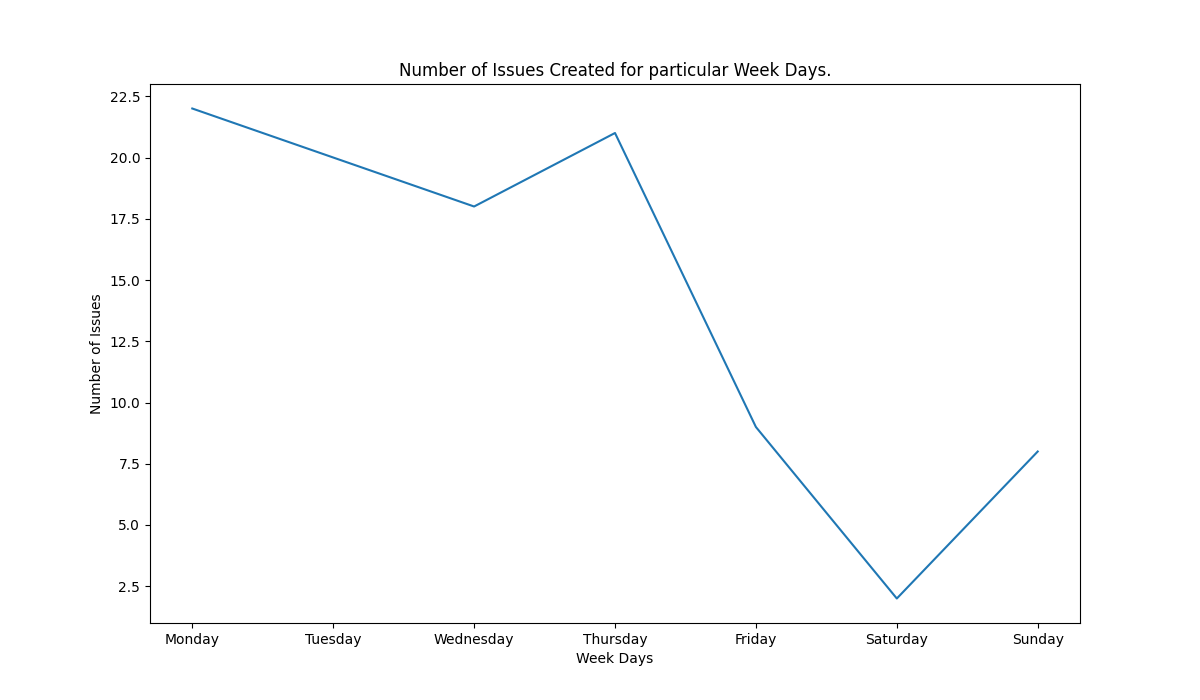 Number of Issues Created for particular Week Days.
22.5
20.0
17.5
15.0
12.5
10.0
7.5
5.0
2.5
Number of Issues
Monday Tuesday Wednesday Thursday Friday Saturday Sunday
Week Days